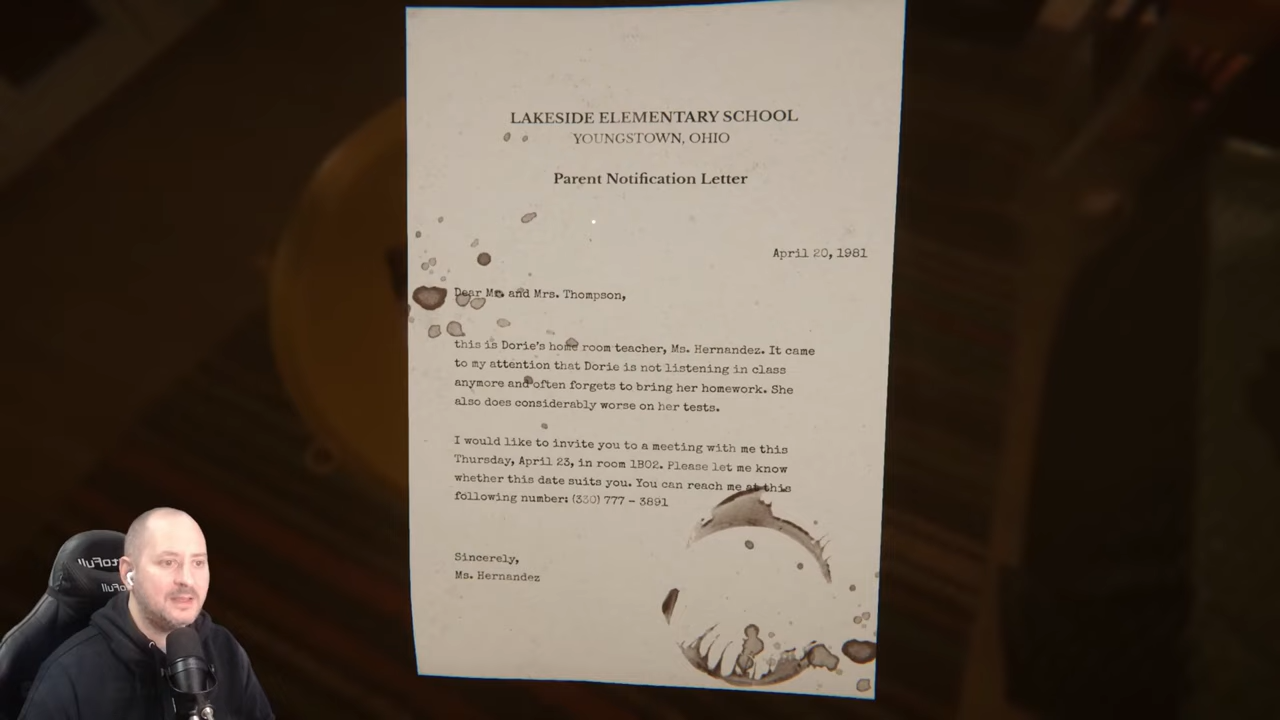 LAKESIDE ELEMENTARY SCHOOL
YOUNGSTOWN, OHIO
Parent Notification Letter
April 20, 1981
Dear Mr. and Mrs. Thompson,
this is Dorie's home room teacher, Ms. Hernandez. It came
to my attention that Dorie is not listening in class
anymore and often forgets to bring her homework. She
also does considerably worse on her tests.
I would like to invite you to a meeting with me this
Thursday, April 23, in room 1B02. Please let me know
whether this date suits you. You can reach me at this
following number: (330) 777 - 3891
Sincerely,
Ms. Hernandez